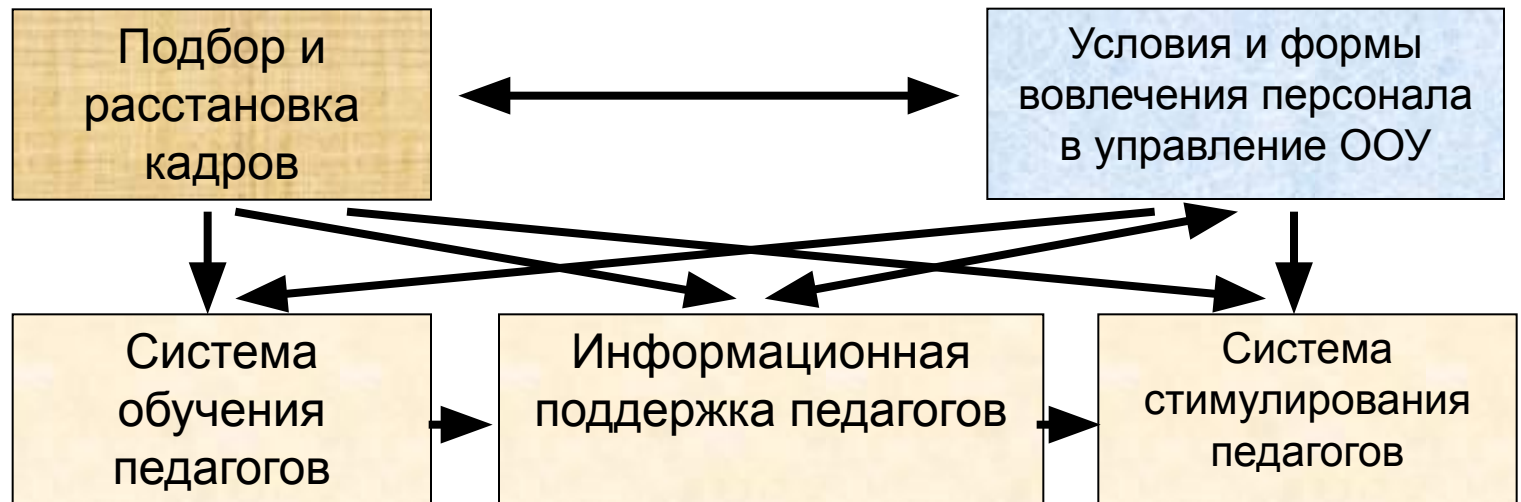 Подбор и
расстановка
кадров
Условия и формы
вовлечения персонала
в управление ООУ
Система
обучения
педагогов
Информационная
поддержка педагогов
Система
стимулирования
педагогов